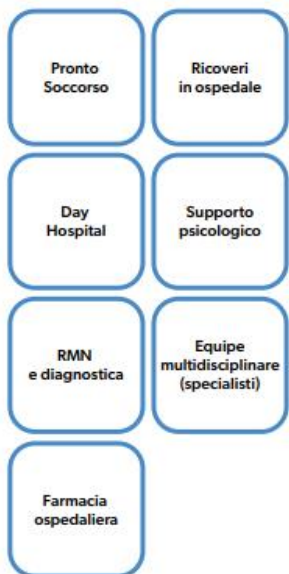 Pronto
Soccorso
Ricoveri
in ospedale
Day
Hospital
Supporto
psicologico
RMN
e diagnostica
Equipe
multidisciplinare
(specialisti)
Farmacia
ospedaliera